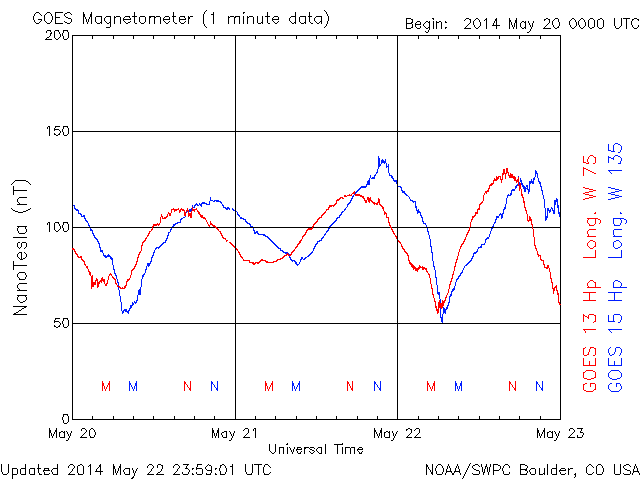 GOES Magnetometer (1 minute data)
Begin: 2014 May 20 0000 UTC
200
150
100
50
0
NanoTesla (nT)
M M N N M M N N M M N N
May 20 May 21 May 22 May 23
Universal Time
GOES 13 Hp Long. W 75
GOES 15 Hp Long. W 135
Updated 2014 May 22 23:59:01 UTC
NOAA/SWPC Boulder, CO USA